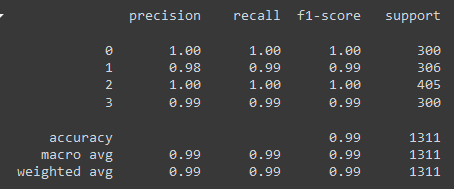 precision recall f1-score support
0 1.00 1.00 1.00 300
1 0.98 0.99 0.99 306
2 1.00 1.00 1.00 405
3 0.99 0.99 0.99 300
accuracy 0.99 1311
macro avg 0.99 0.99 0.99 1311
weighted avg 0.99 0.99 0.99 1311